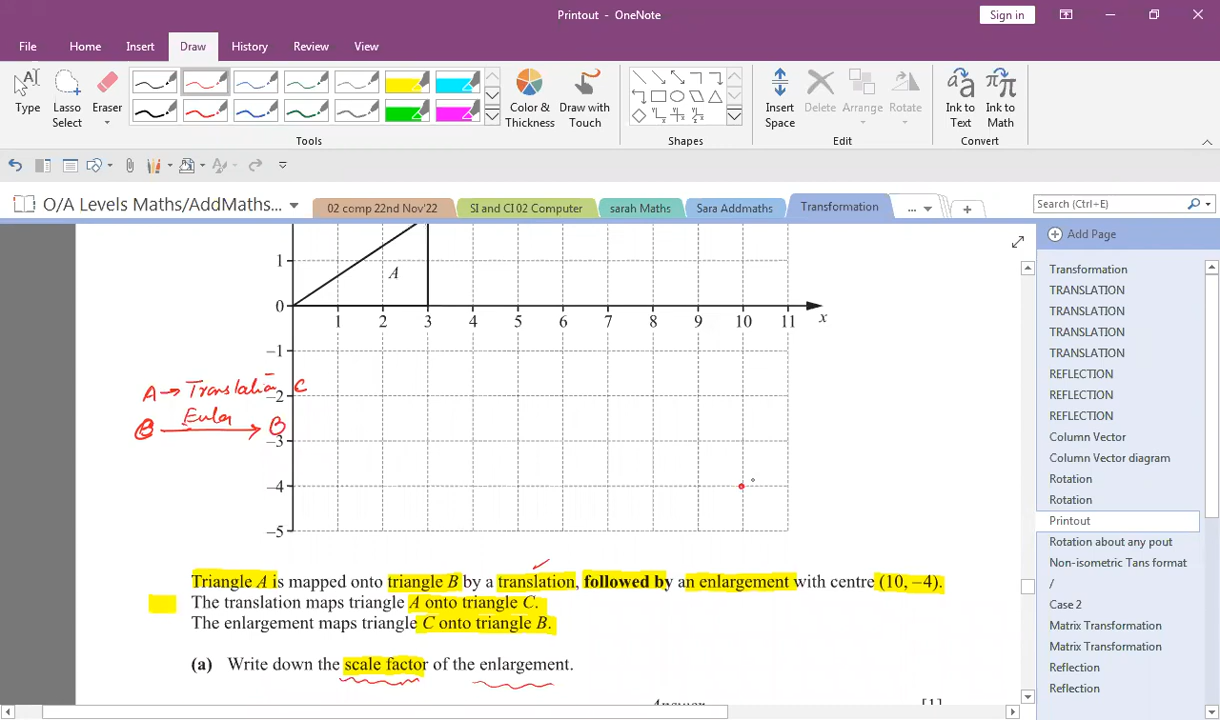 Printout - OneNote
Sign in
File Home Insert Draw History Review View
Type
Lasso Select
Eraser
Color & Thickness
Draw with Touch
Insert Space
Delete
Arrange
Rotate
Ink to Text
Ink to Math
Tools
Shapes
Edit
Convert
O/A Levels Maths/AddMaths...
02 comp 22nd Nov'22
SI and CI 02 Computer
sarah Maths
Sara Addmaths
Transformation
...
Search (Ctrl+E)
Add Page
Transformation
TRANSLATION
TRANSLATION
TRANSLATION
TRANSLATION
REFLECTION
REFLECTION
REFLECTION
Column Vector
Column Vector diagram
Rotation
Rotation
Printout
Rotation about any pout
Non-isometric Tans format
/
Case 2
Matrix Transformation
Matrix Transformation
Reflection
Reflection
1
A
0
1 2 3 4 5 6 7 8 9 10 11 x
-1
-2
-3
-4
-5
A → Translation C
B → B
Triangle A is mapped onto triangle B by a translation, followed by an enlargement with centre (10, −4).
The translation maps triangle A onto triangle C.
The enlargement maps triangle C onto triangle B.
(a) Write down the scale factor of the enlargement.
Answer [1]